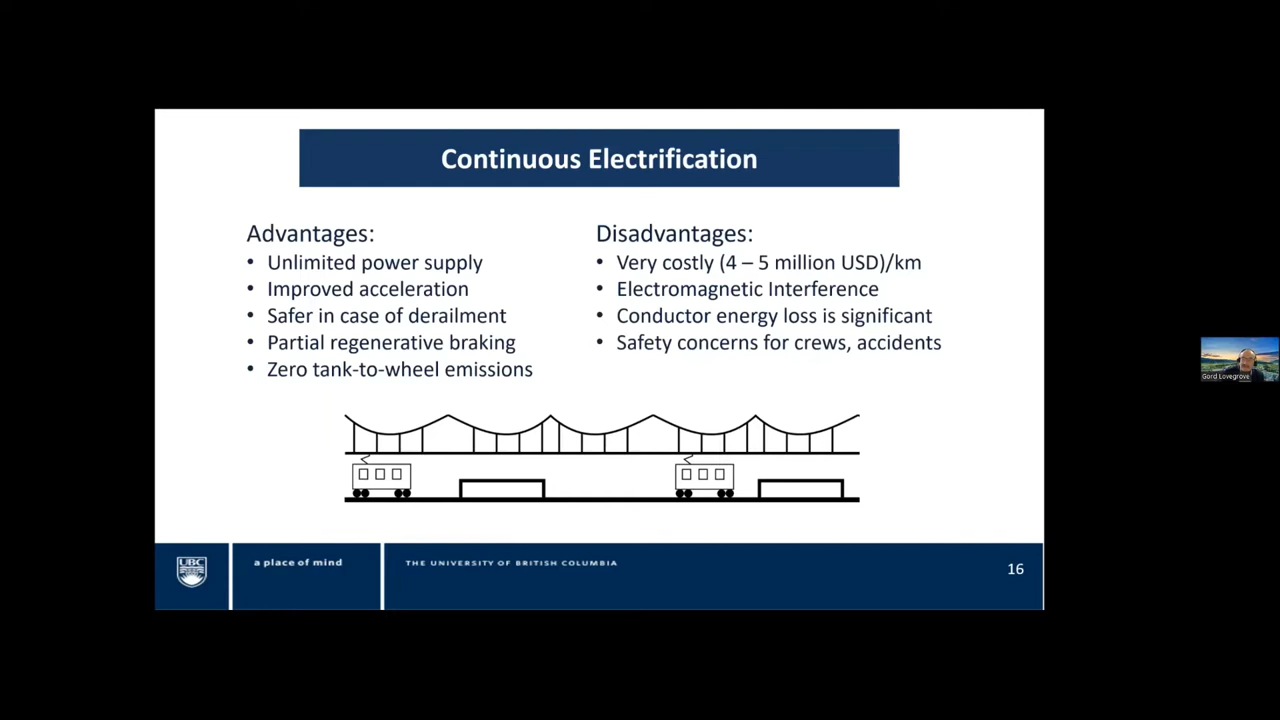 Continuous Electrification
Advantages:
• Unlimited power supply
• Improved acceleration
• Safer in case of derailment
• Partial regenerative braking
• Zero tank-to-wheel emissions
Disadvantages:
• Very costly (4 – 5 million USD)/km
• Electromagnetic Interference
• Conductor energy loss is significant
• Safety concerns for crews, accidents
UBC
a place of mind
THE UNIVERSITY OF BRITISH COLUMBIA
16
Gord Lovegrove